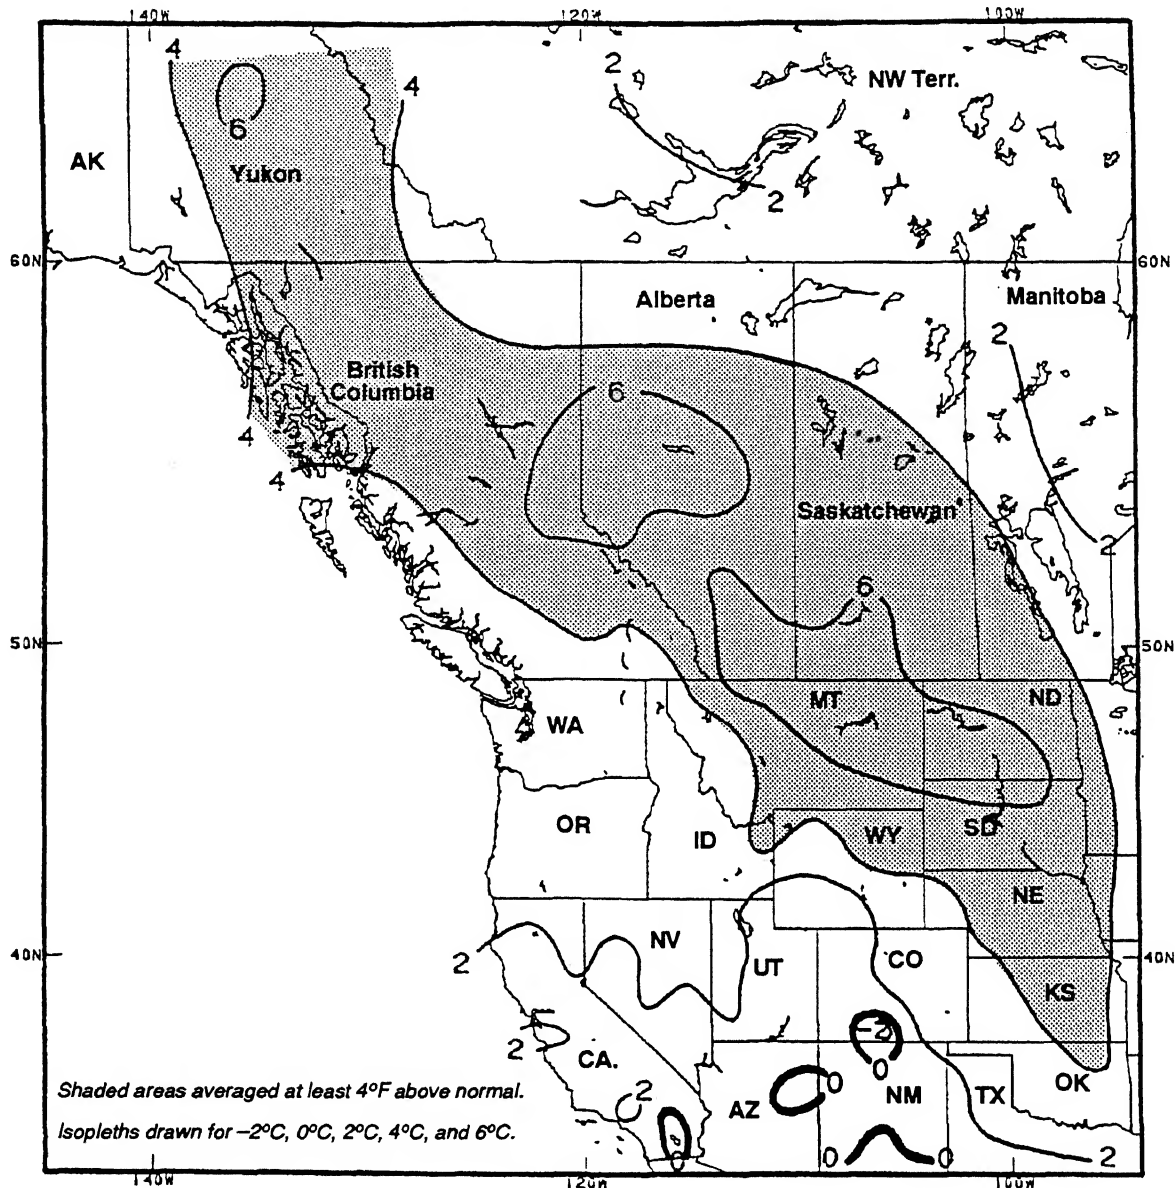 140W 120W 100W
4
4
2
NW Terr.
6
AK
Yukon
2
60N 60N
Alberta
Manitoba
2
British
Columbia
6
4
4
Saskatchewan
2
6
50N 50N
MT
ND
WA
OR
ID
WY
SD
NE
2
NV
UT
CO
40N 40N
KS
2
CA.
-2
0
0
2
AZ
NM
TX
OK
Shaded areas averaged at least 4°F above normal.
Isopleths drawn for –2°C, 0°C, 2°C, 4°C, and 6°C.
0
0
0
2
140W 120W 100W